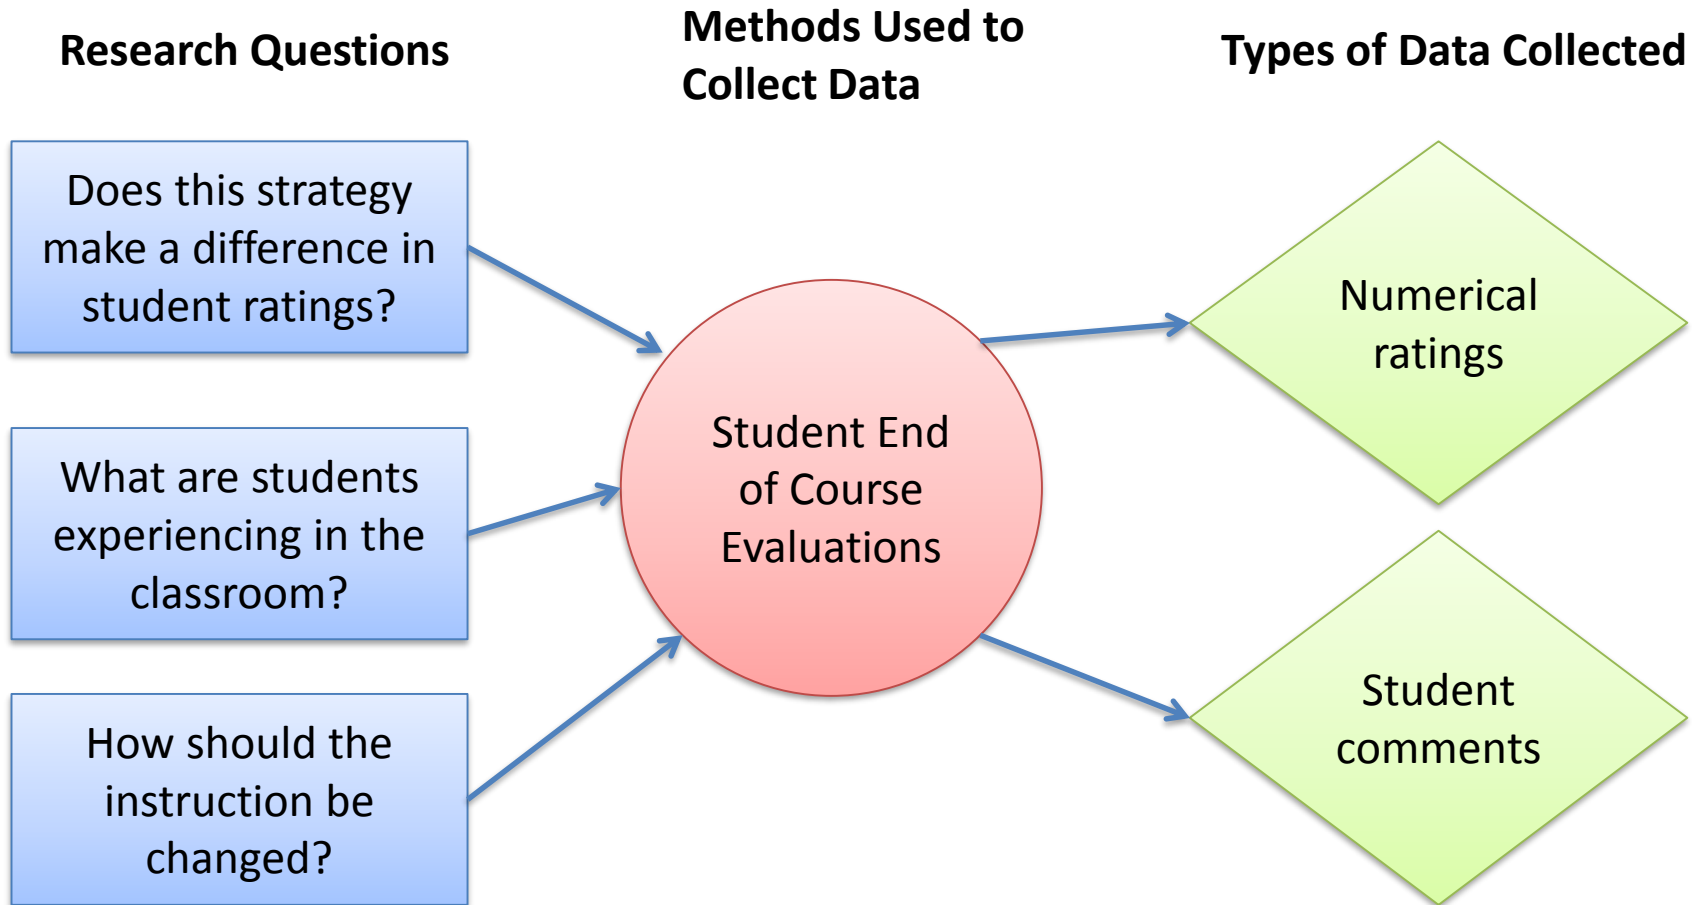 Research Questions
Methods Used to
Collect Data
Types of Data Collected
Does this strategy
make a difference in
student ratings?
What are students
experiencing in the
classroom?
How should the
instruction be
changed?
Student End
of Course
Evaluations
Numerical
ratings
Student
comments